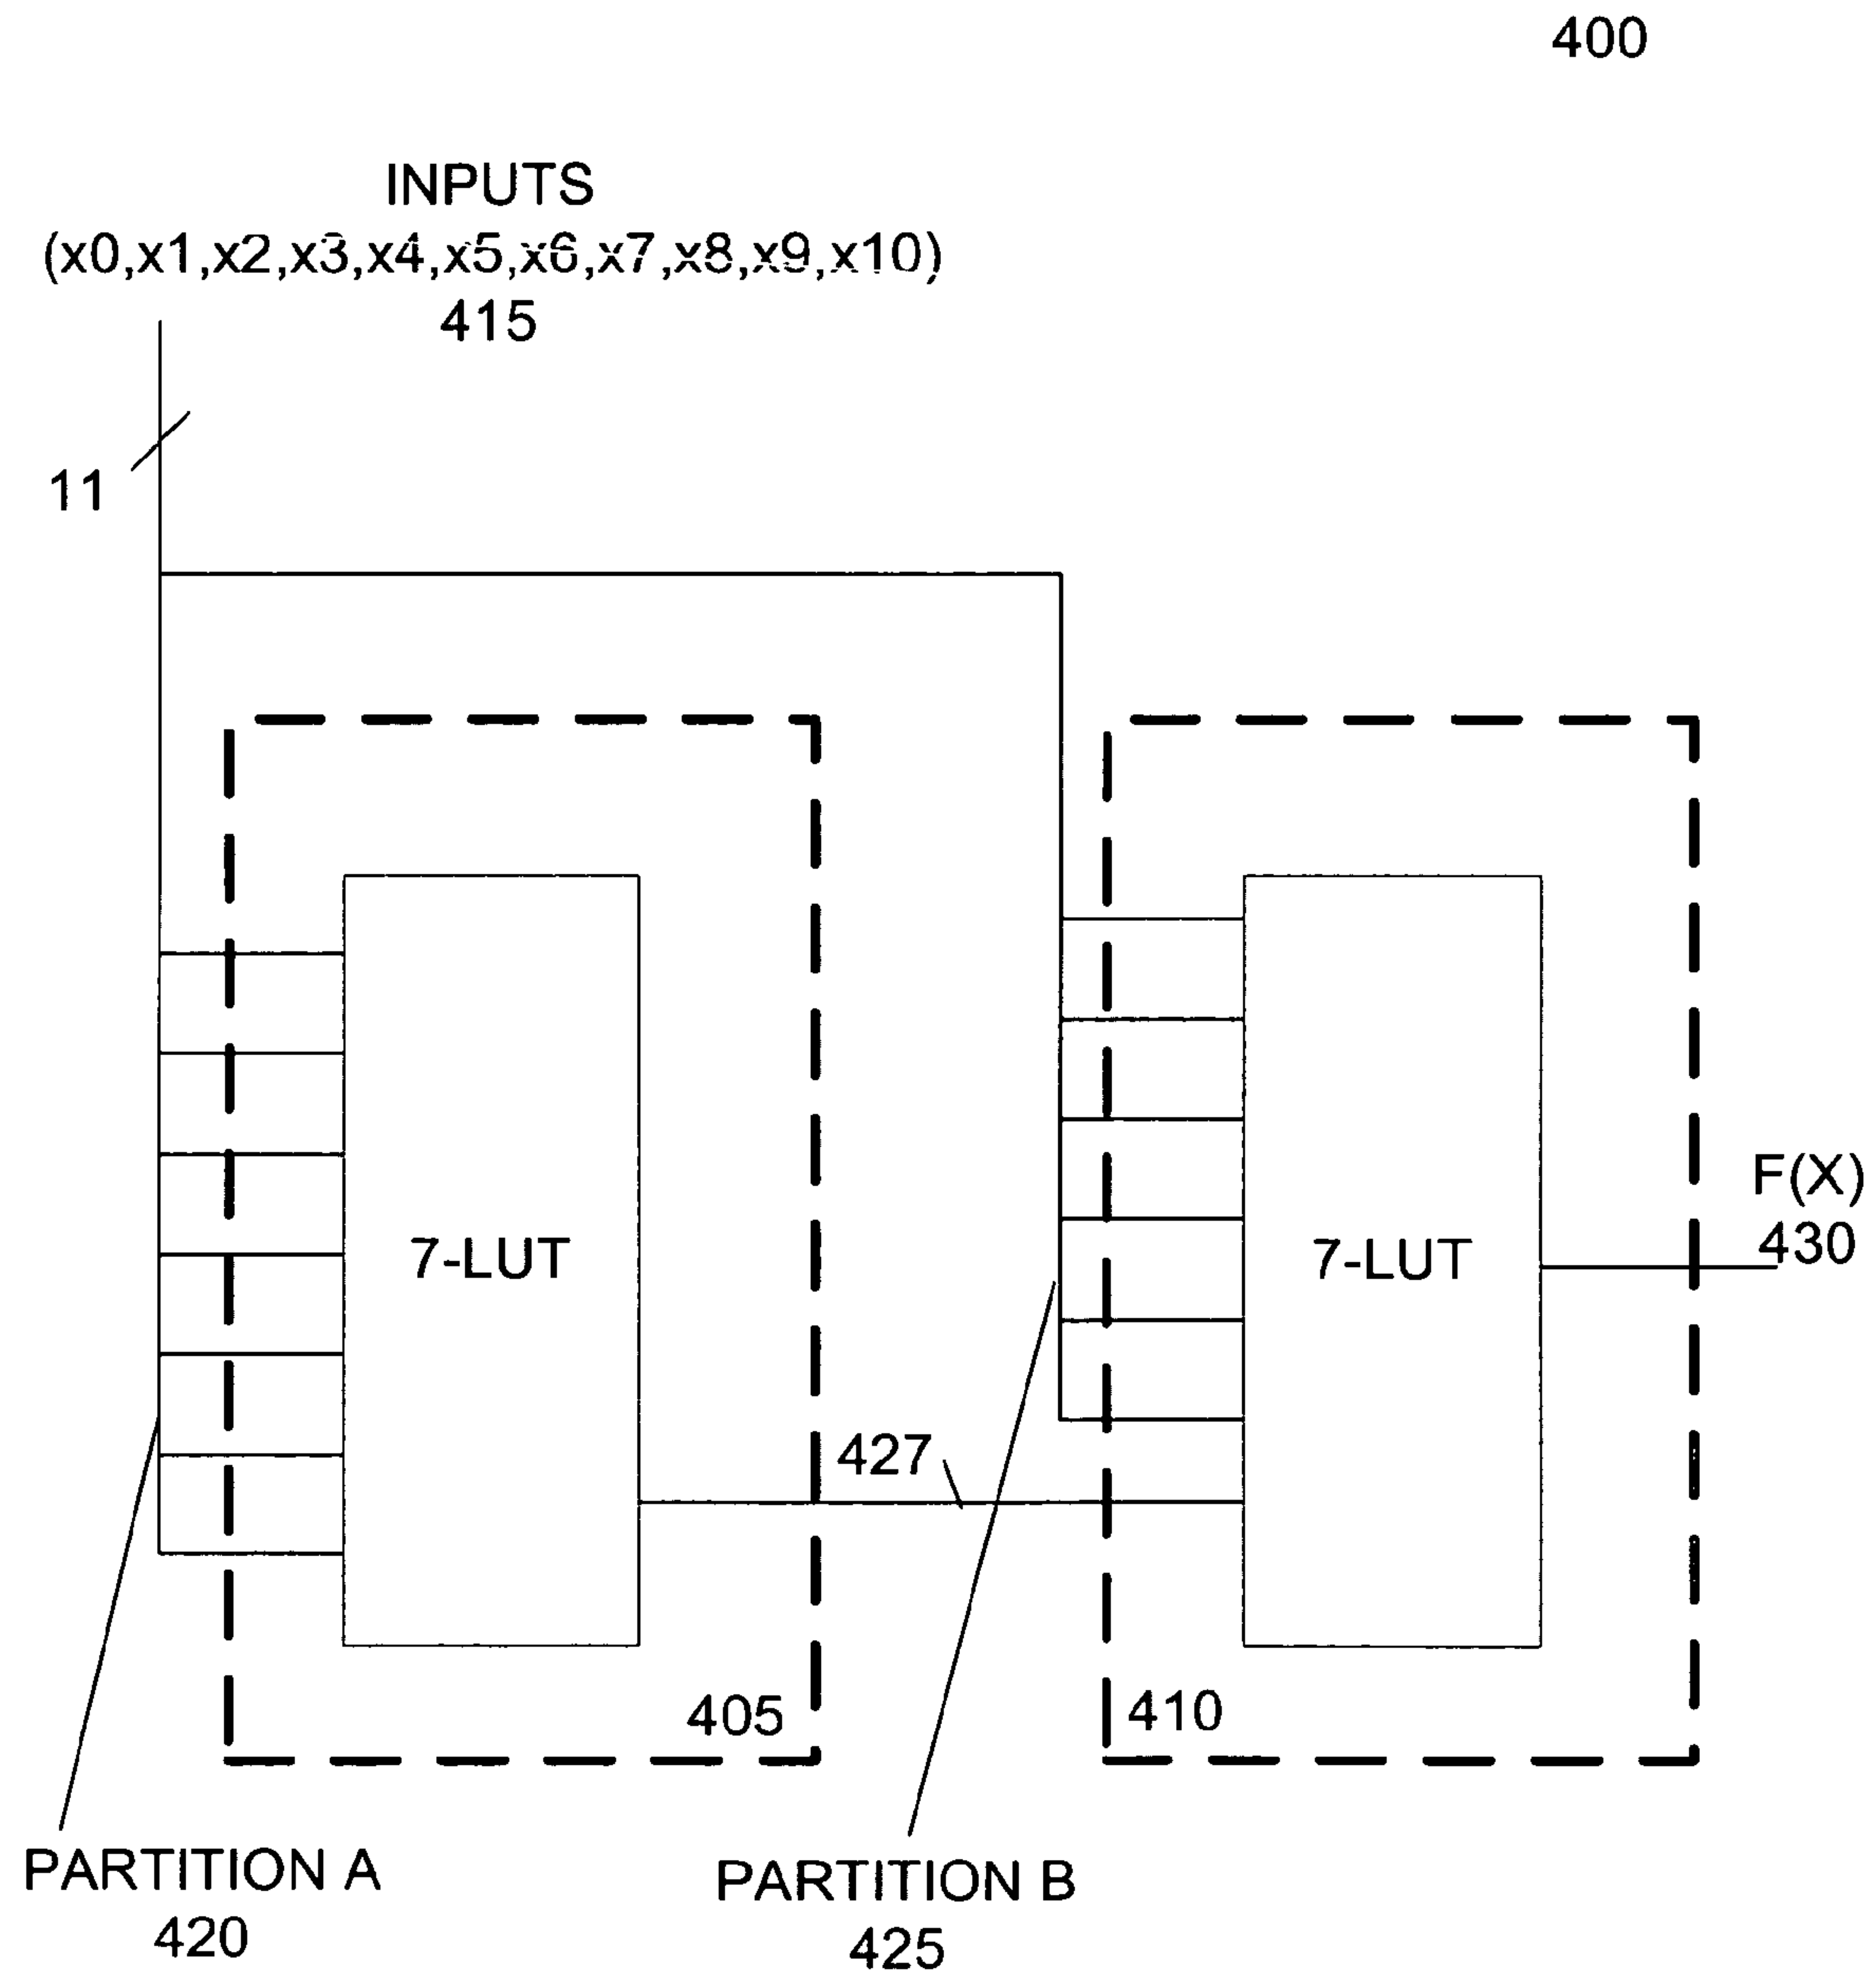 400
INPUTS
(x0,x1,x2,x3,x4,x5,x6,x7,x8,x9,x10)
415
11
7-LUT
7-LUT
F(X)
430
427
405
410
PARTITION A
420
PARTITION B
425